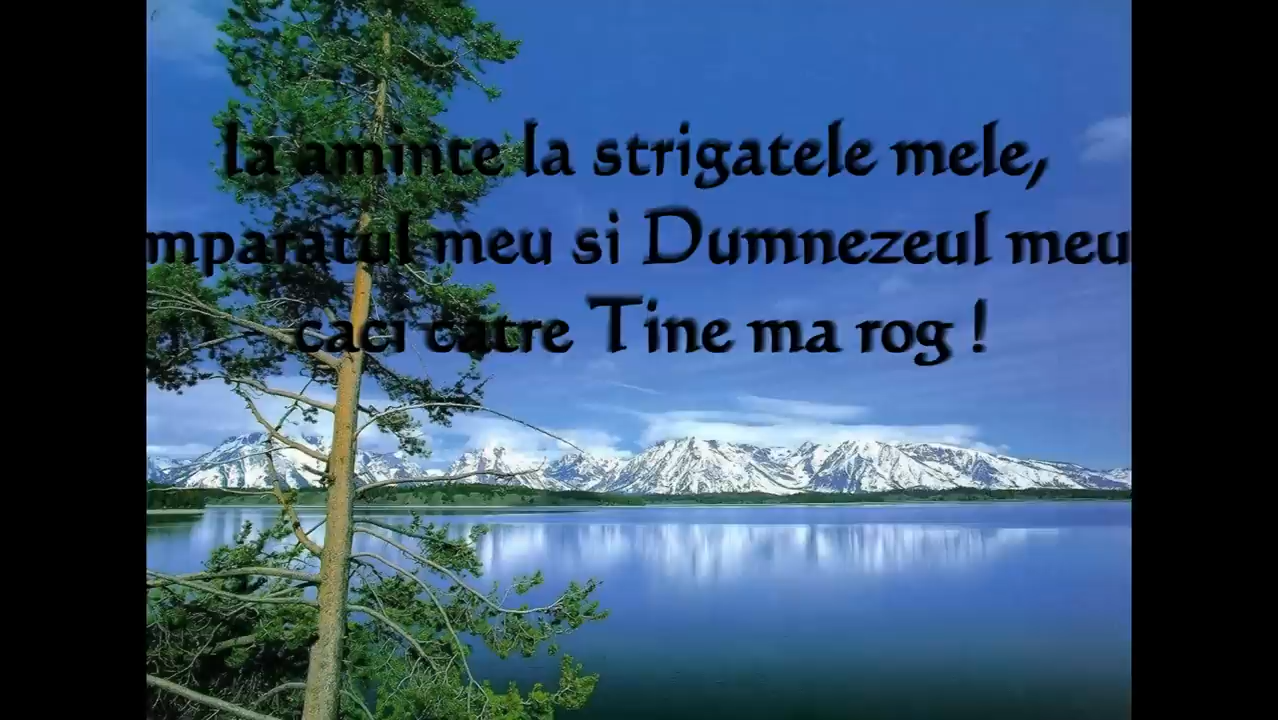 Ia aminte la strigatele mele,
mparatul meu si Dumnezeul meu
caci catre Tine ma rog !